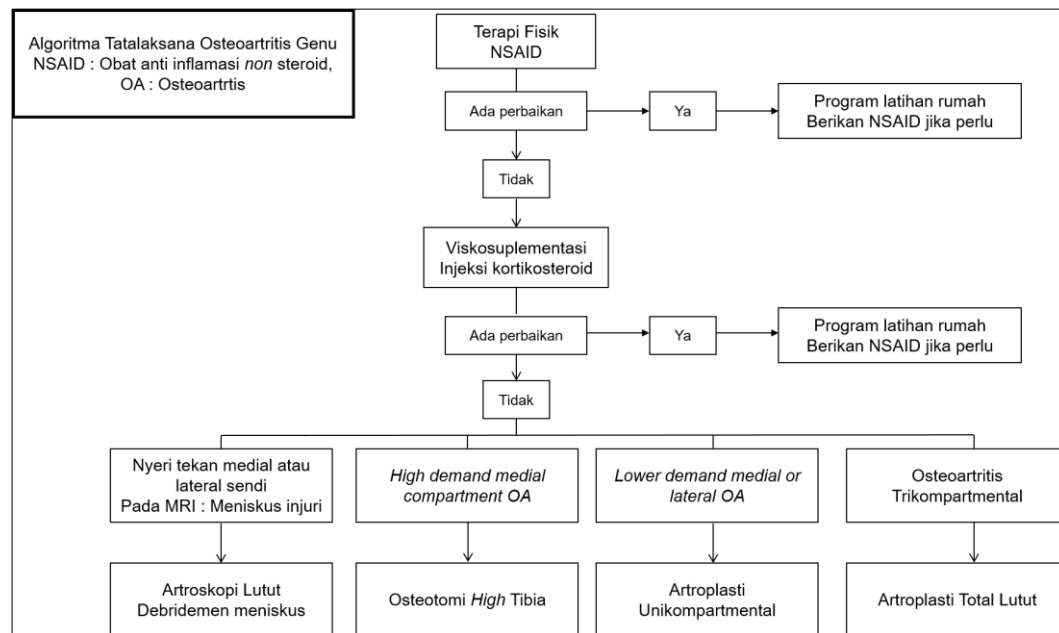 Algoritma Tatalaksana Osteoartritis Genu
NSAID : Obat anti inflamasi non steroid,
OA : Osteoartrtis
Terapi Fisik
NSAID
Ada perbaikan
Ya
Program latihan rumah
Berikan NSAID jika perlu
Tidak
Viskosuplementasi
Injeksi kortikosteroid
Ada perbaikan
Ya
Program latihan rumah
Berikan NSAID jika perlu
Tidak
Nyeri tekan medial atau
lateral sendi
Pada MRI : Meniskus injuri
High demand medial
compartment OA
Lower demand medial or
lateral OA
Osteoartritis
Trikompartmental
Artroskopi Lutut
Debridemen meniskus
Osteotomi High Tibia
Artroplasti
Unikompartmental
Artroplasti Total Lutut